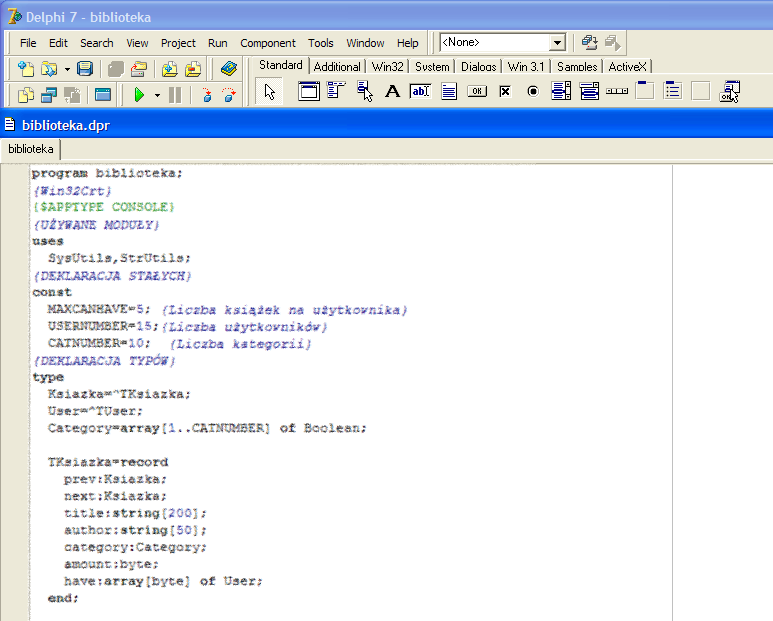 Delphi 7 - biblioteka
File Edit Search View Project Run Component Tools Window Help <None>
Standard Additional Win32 System Dialogs Win 3.1 Samples ActiveX
A ab OK
biblioteka.dpr
biblioteka
program biblioteka;
{Win32Crt}
{$APPTYPE CONSOLE}
{UŻYWANE MODUŁY}
uses
SysUtils,StrUtils;
{DEKLARACJA STAŁYCH}
const
MAXCANHAVE=5; {Liczba książek na użytkownika}
USERNUMBER=15;{Liczba użytkowników}
CATNUMBER=10; {Liczba kategorii}
{DEKLARACJA TYPÓW}
type
Ksiazka=^TKsiazka;
User=^TUser;
Category=array[1..CATNUMBER] of Boolean;
TKsiazka=record
prev:Ksiazka;
next:Ksiazka;
title:string[200];
author:string[50];
category:Category;
amount:byte;
have:array[byte] of User;
end;